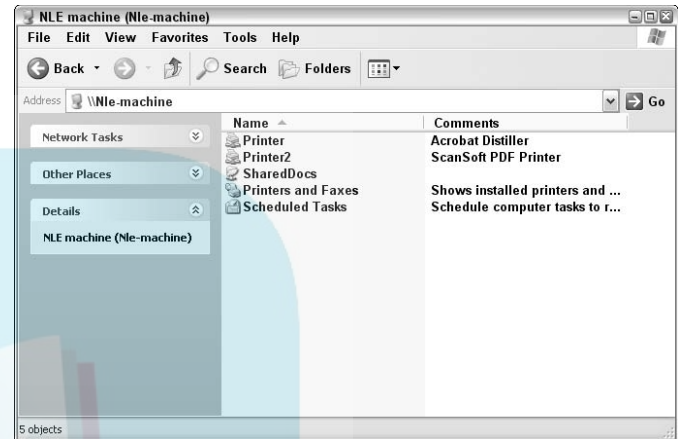 NLE machine (Nle-machine)
File Edit View Favorites Tools Help
Back Search Folders
Address \\Nle-machine Go
Name Comments
Network Tasks
Other Places
Details
NLE machine (Nle-machine)
Printer Acrobat Distiller
Printer2 ScanSoft PDF Printer
SharedDocs
Printers and Faxes Shows installed printers and ...
Scheduled Tasks Schedule computer tasks to r...
5 objects